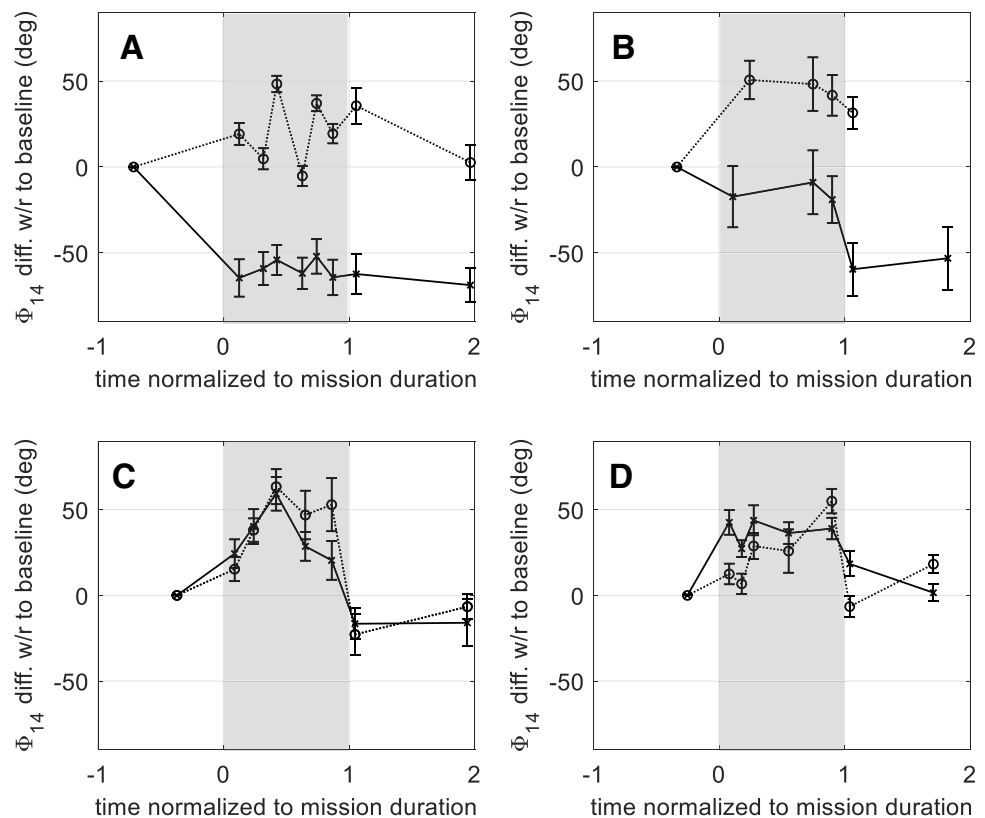 A
B
Φ14 diff. w/r to baseline (deg)
50
0
-50
-1
0
1
2
time normalized to mission duration
Φ14 diff. w/r to baseline (deg)
50
0
-50
-1
0
1
2
time normalized to mission duration
C
D
Φ14 diff. w/r to baseline (deg)
50
0
-50
-1
0
1
2
time normalized to mission duration
Φ14 diff. w/r to baseline (deg)
50
0
-50
-1
0
1
2
time normalized to mission duration